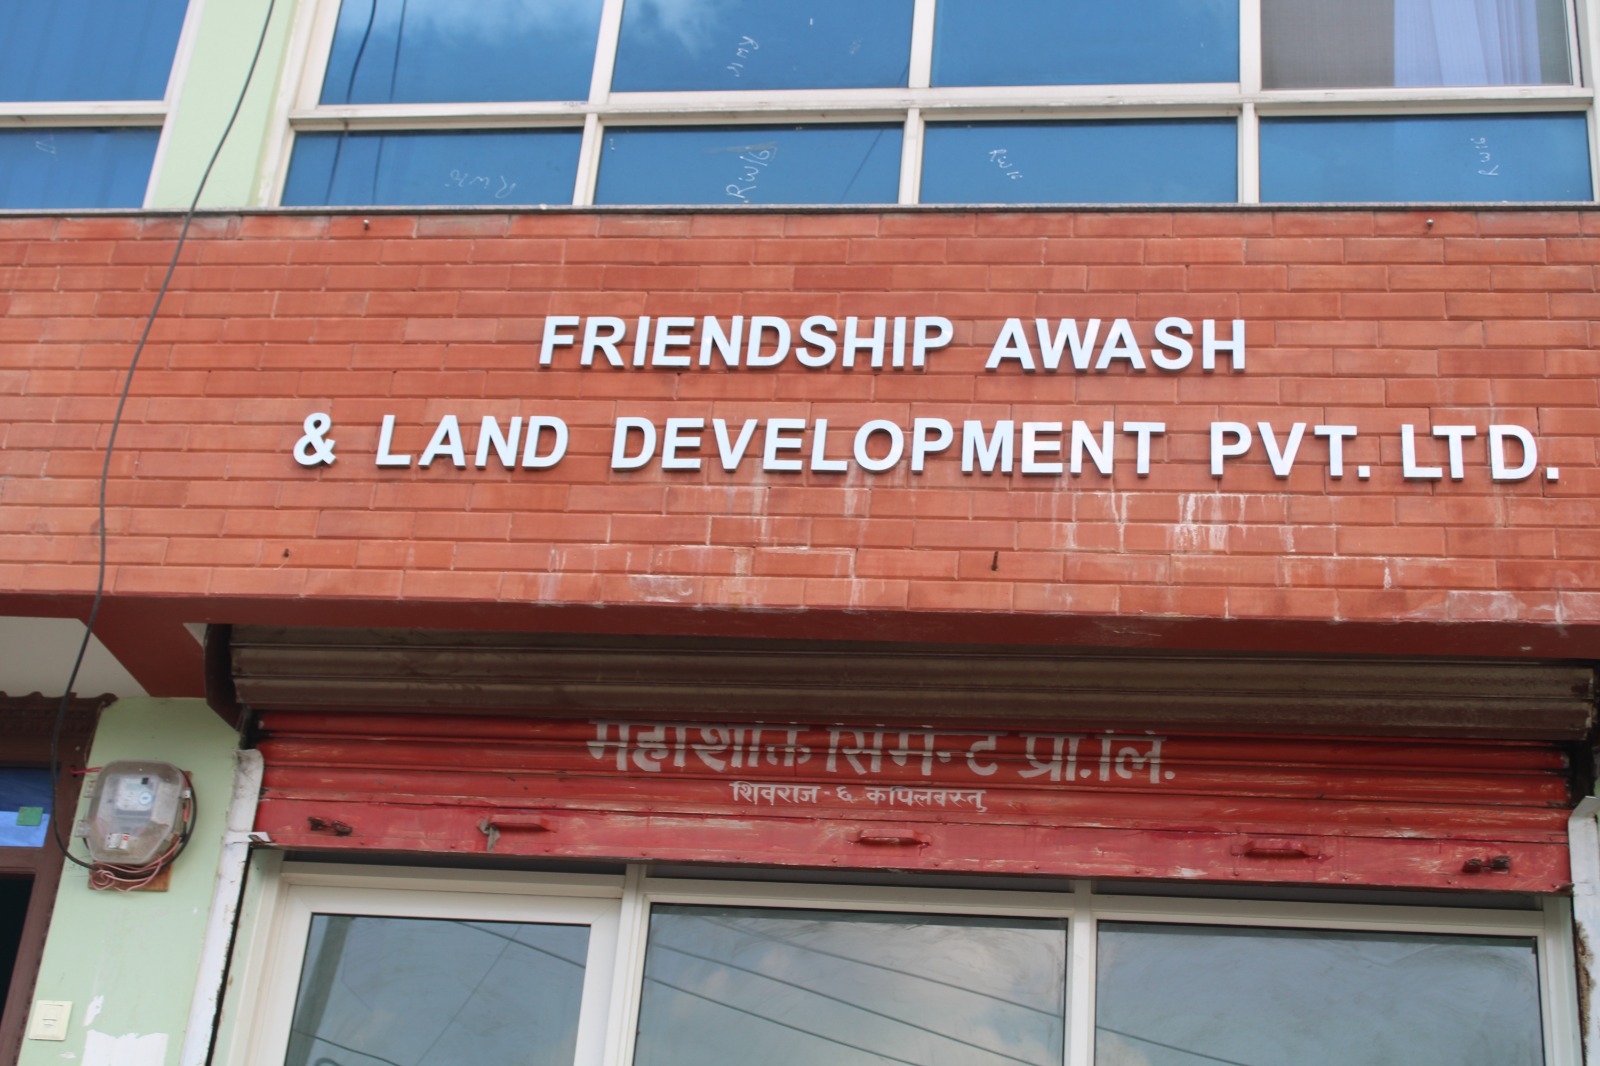 FRIENDSHIP AWASH
& LAND DEVELOPMENT PVT. LTD.
महाशक्ति सिमेन्ट प्रा.लि.
शिवराज - ६ कपिलवस्तु